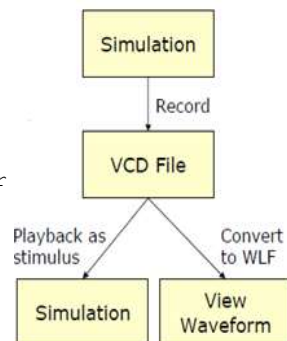 Simulation
Record
VCD File
Playback as
stimulus
Convert
to WLF
Simulation
View
Waveform